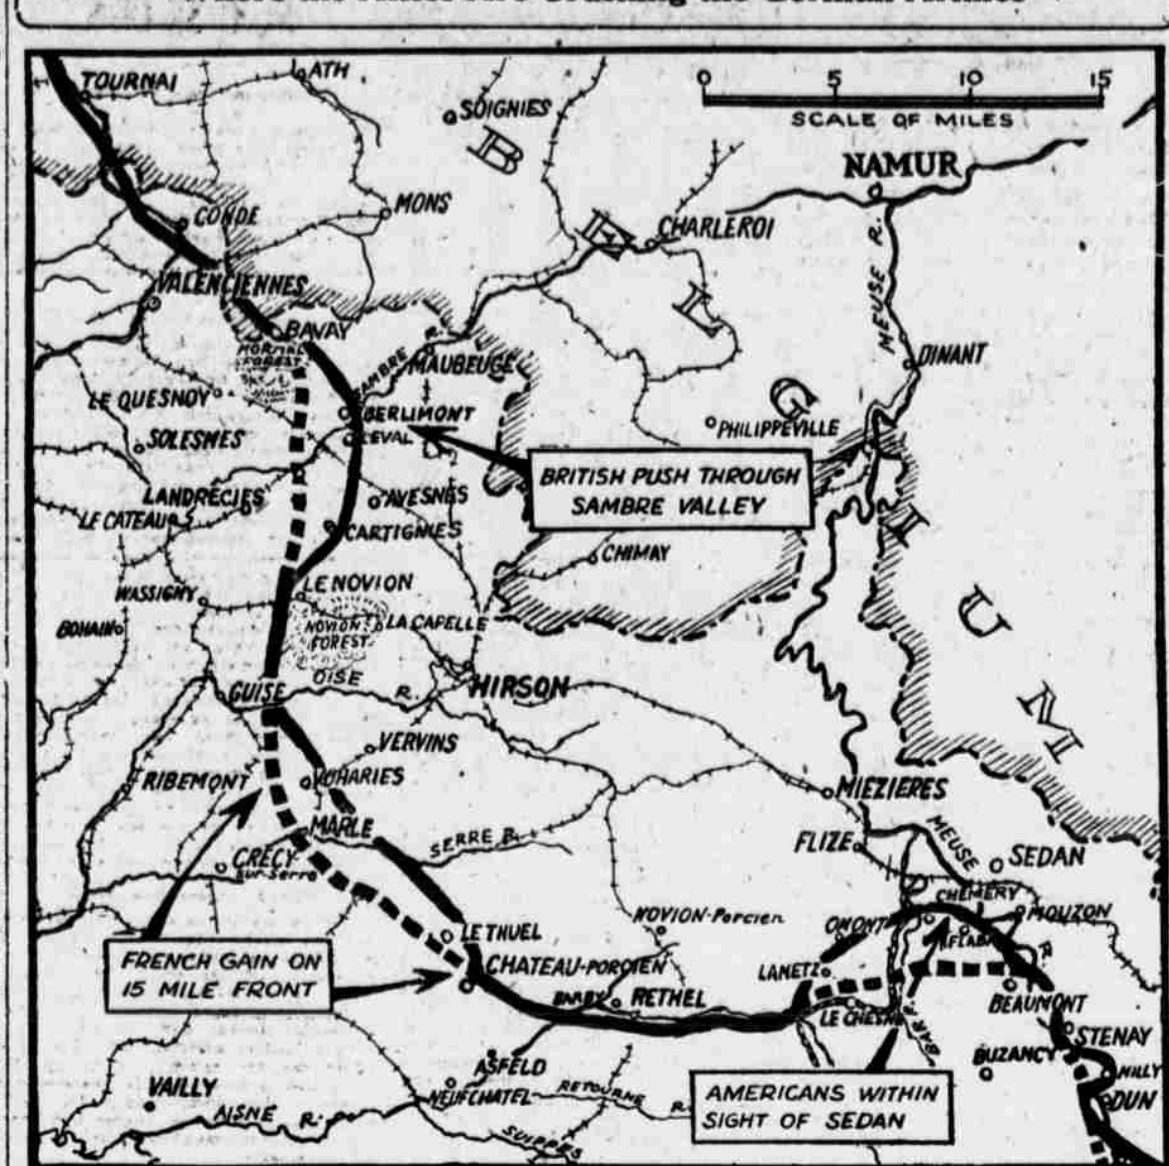 TOURNAI
ATH
SOIGNIES
0 5 10 15
SCALE OF MILES
NAMUR
CONDE
MONS
CHARLEROI
MEUSE R.
BELGIUM
VALENCIENNES
BAVAY
MORMAL FOREST
SAMBRE R.
MAUBEUGE
DINANT
LE QUESNOY
BERLIMONT
LEVAL
PHILIPPEVILLE
SOLESMES
BRITISH PUSH THROUGH
SAMBRE VALLEY
LANDRECIES
AVESNES
LE CATEAU
CARTIGNIES
CHIMAY
WASSIGNY
LE NOVION
BOHAIN
NOVION
FOREST
LA CAPELLE
OISE R.
GUISE
HIRSON
VERVINS
RIBEMONT
VOHARIES
MIEZIERES
MARLE
SERRE R.
FLIZE
MEUSE
SEDAN
CRECY
sur-Serre
CHEMERY
NOVION-Porcien
OMONT
MOUZON
LE THUEL
FRENCH GAIN ON
15 MILE FRONT
CHATEAU-PORCIEN
LAMETZ
BARBY
RETHEL
LE CHESNE
BAR R.
BEAUMONT
STENAY
BUZANCY
MILLY
DUN
ASFELD
NEUFCHATEL
RETOURNE R.
AMERICANS WITHIN
SIGHT OF SEDAN
VAILLY
AISNE R.
SUIPPES